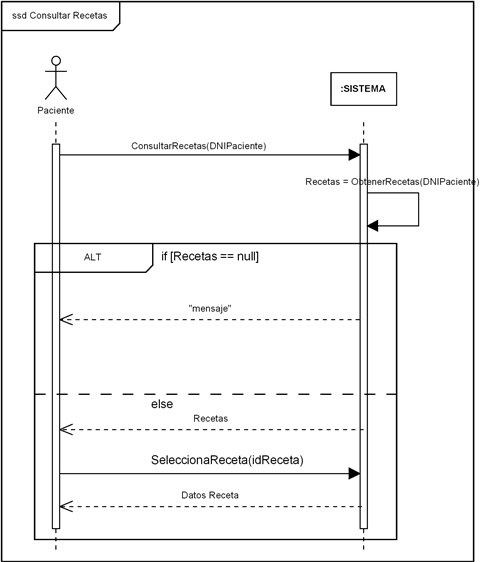 ssd Consultar Recetas
Paciente
:SISTEMA
ConsultarRecetas(DNIPaciente)
Recetas = ObtenerRecetas(DNIPaciente)
ALT
if [Recetas == null]
"mensaje"
else
Recetas
SeleccionaReceta(idReceta)
Datos Receta